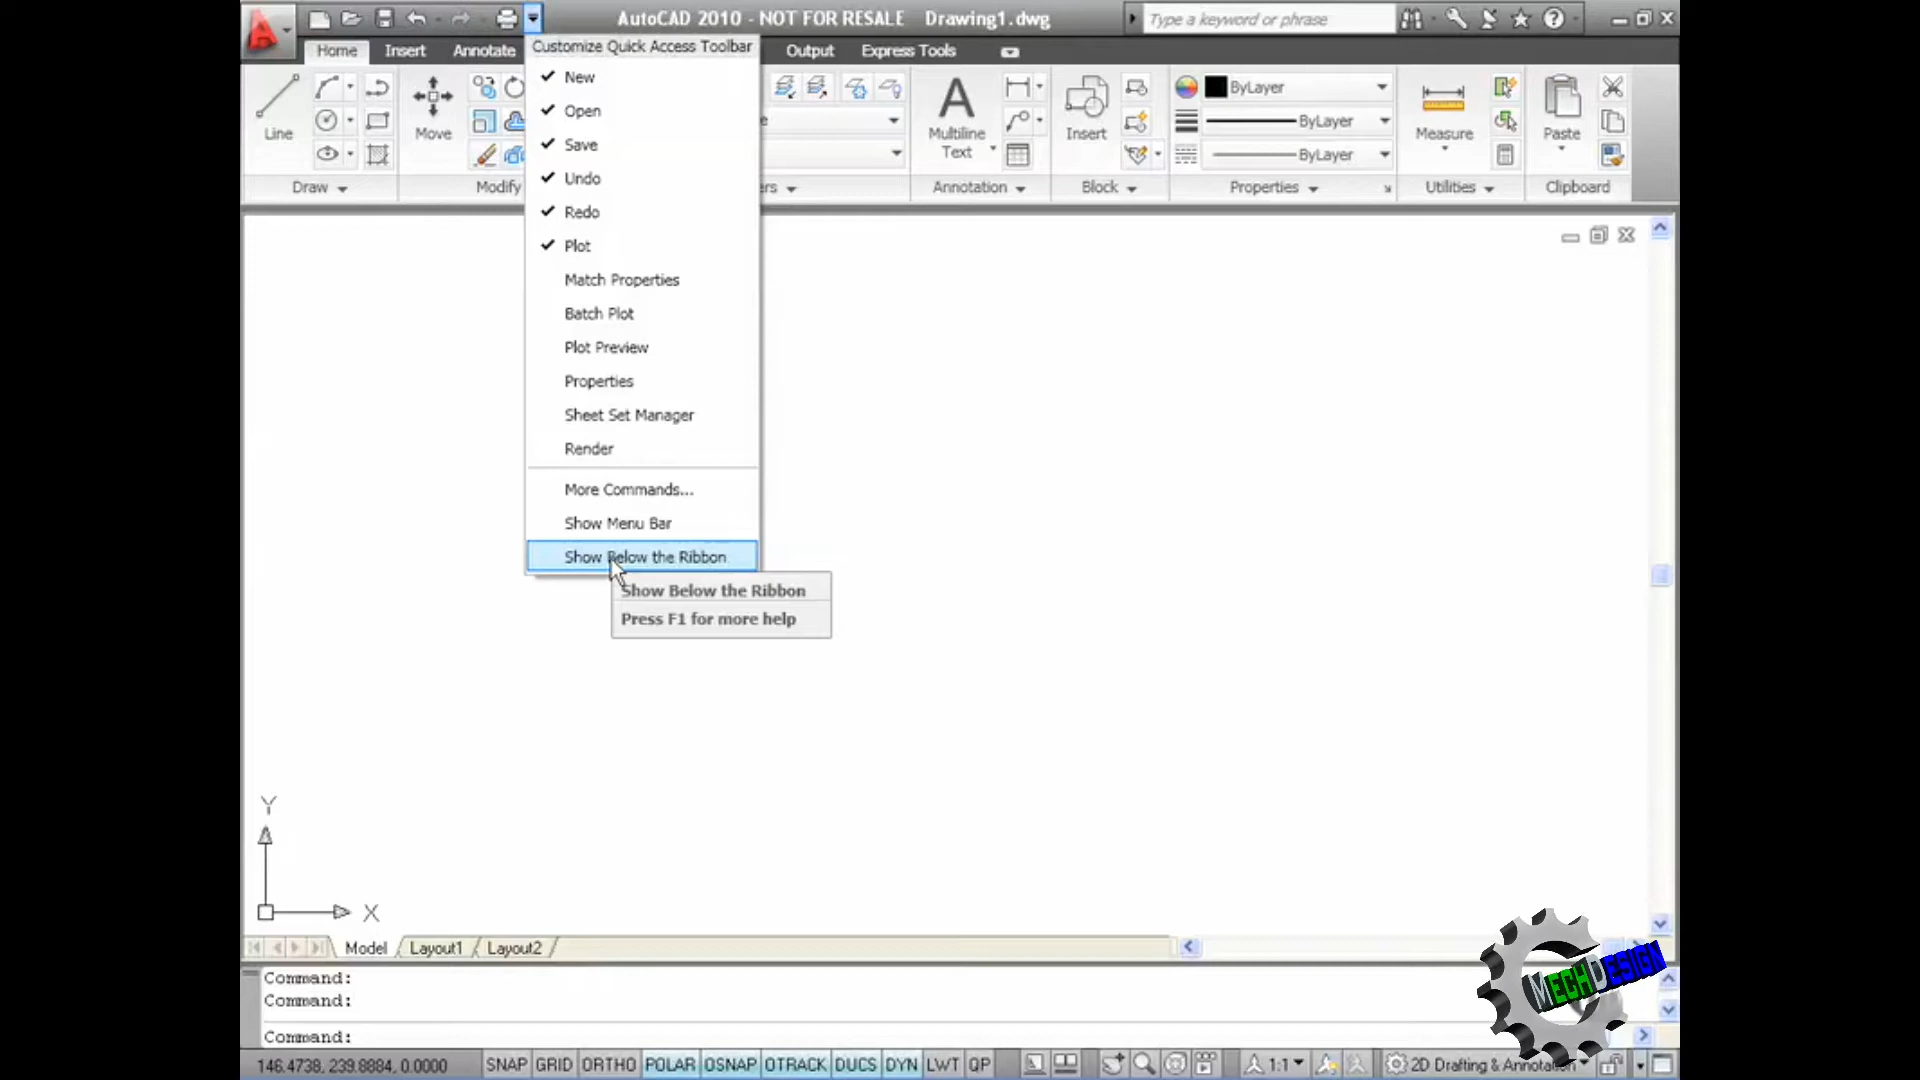 AutoCAD 2010 - NOT FOR RESALE Drawing1.dwg
Type a keyword or phrase
Home Insert Annotate Output Express Tools
Customize Quick Access Toolbar
New
Open
Save
Undo
Redo
Plot
Match Properties
Batch Plot
Plot Preview
Properties
Sheet Set Manager
Render
More Commands...
Show Menu Bar
Show Below the Ribbon
Show Below the Ribbon
Press F1 for more help
Line
Move
Multiline
Text
Insert
ByLayer
ByLayer
ByLayer
Measure
Paste
Draw Modify Annotation Block Properties Utilities Clipboard
Y
X
Model Layout1 Layout2
Command:
Command:
Command:
MECHDESIGN
146.4738, 239.8884, 0.0000 SNAP GRID ORTHO POLAR OSNAP OTRACK DUCS DYN LWT QP 1:1 2D Drafting & Annotation